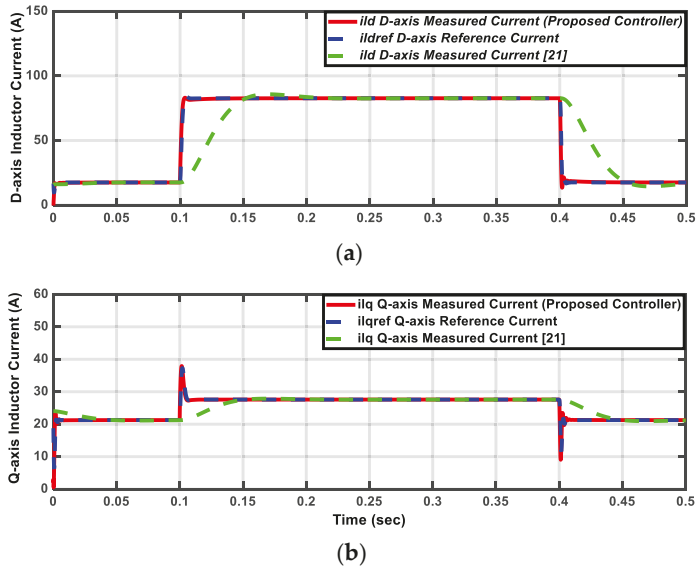 ild D-axis Measured Current (Proposed Controller)
ildref D-axis Reference Current
ild D-axis Measured Current [21]
D-axis Inductor Current (A)
150
100
50
0
0 0.05 0.1 0.15 0.2 0.25 0.3 0.35 0.4 0.45 0.5
(a)
ilq Q-axis Measured Current (Proposed Controller)
ilqref Q-axis Reference Current
ilq Q-axis Measured Current [21]
Q-axis Inductor Current (A)
60
50
40
30
20
10
0
0 0.05 0.1 0.15 0.2 0.25 0.3 0.35 0.4 0.45 0.5
Time (sec)
(b)